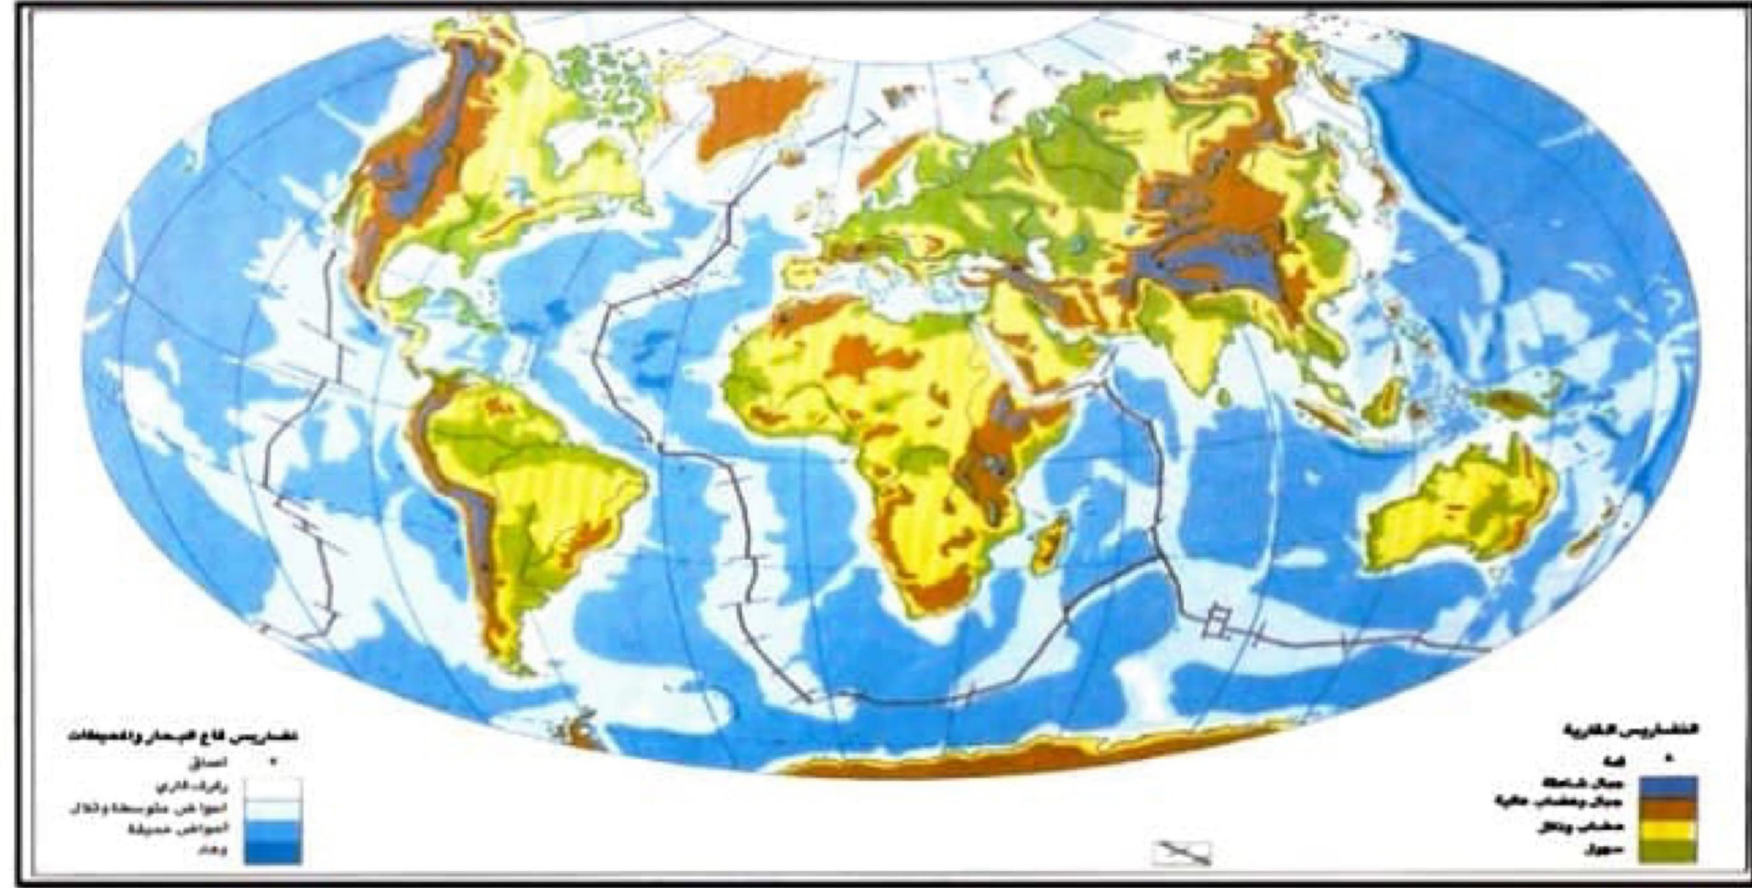 التضاريس القارية
قمة
جبال شاهقة
جبال وهضاب عالية
هضاب وتلال
سهول
تضاريس قاع البحار والمحيطات
أعماق
رفرف قاري
أحواض متوسطة وتلال
أحواض عميقة
وهاد